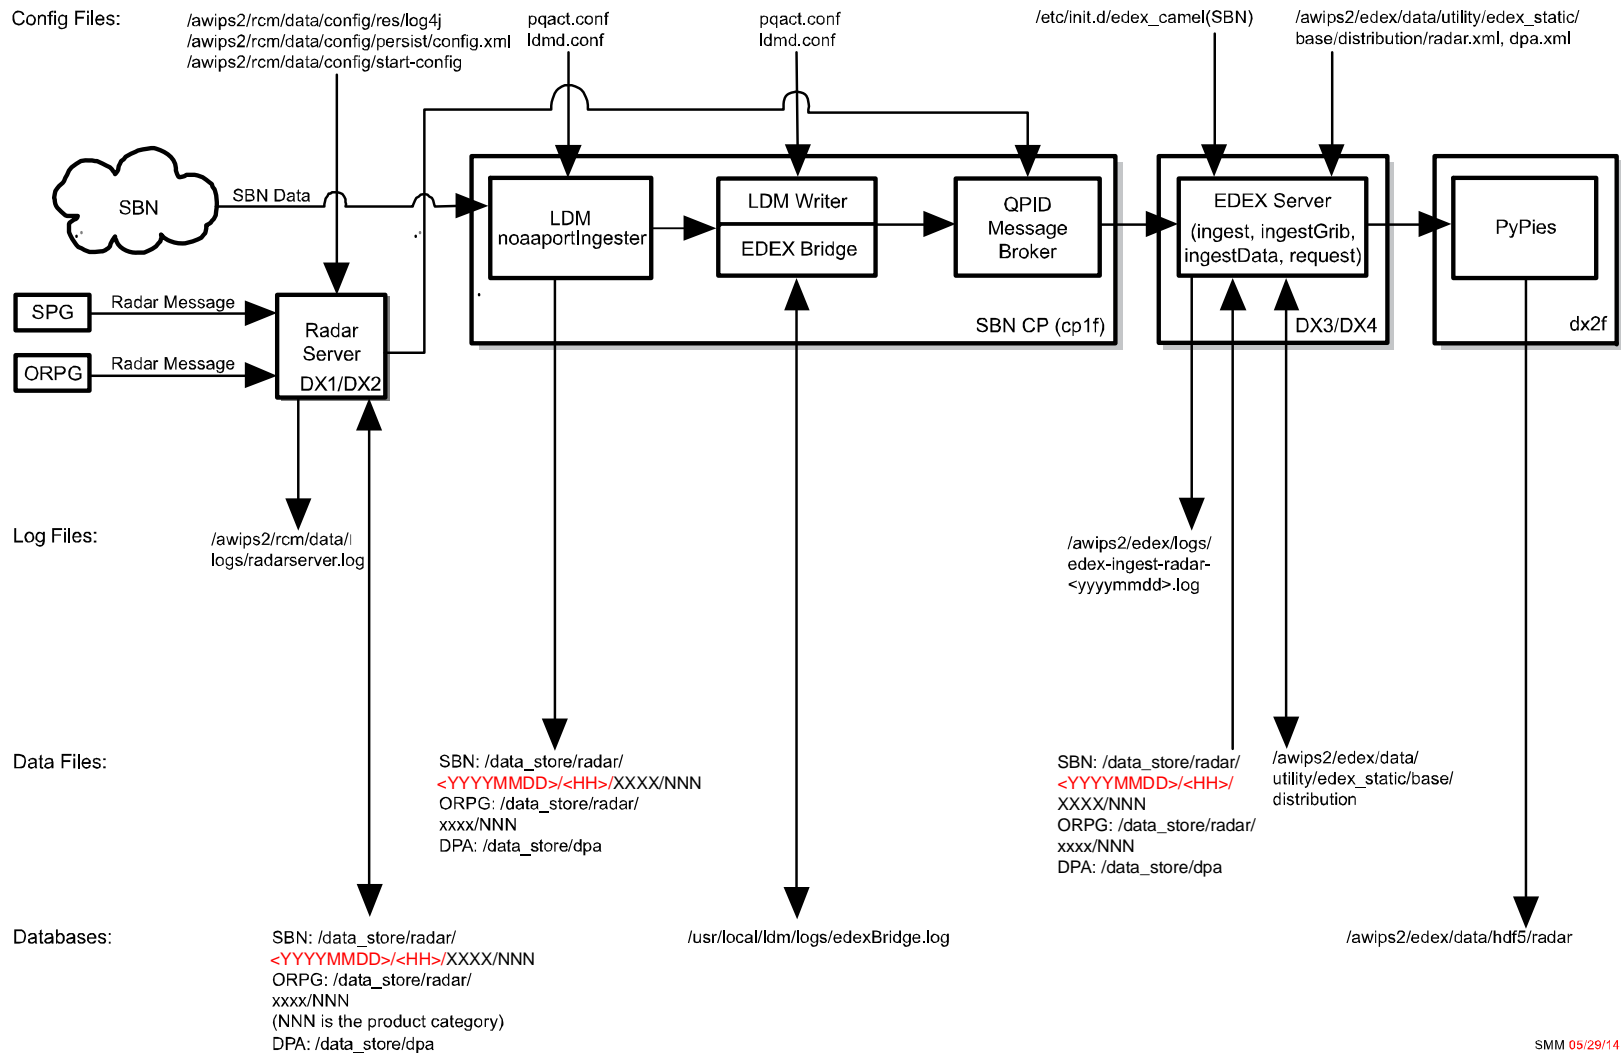 Config Files:
/awips2/rcm/data/config/res/log4j
/awips2/rcm/data/config/persist/config.xml
/awips2/rcm/data/config/start-config
pqact.conf
ldmd.conf
pqact.conf
ldmd.conf
/etc/init.d/edex_camel(SBN)
/awips2/edex/data/utility/edex_static/
base/distribution/radar.xml, dpa.xml
SBN
SBN Data
LDM
noaaportIngester
LDM Writer
EDEX Bridge
QPID
Message
Broker
SBN CP (cp1f)
EDEX Server
(ingest, ingestGrib,
ingestData, request)
DX3/DX4
PyPies
dx2f
SPG
Radar Message
ORPG
Radar Message
Radar
Server
DX1/DX2
Log Files:
/awips2/rcm/data/
logs/radarserver.log
/awips2/edex/logs/
edex-ingest-radar-
<yyyymmdd>.log
Data Files:
SBN: /data_store/radar/
<YYYYMMDD>/<HH>/XXXX/NNN
ORPG: /data_store/radar/
xxxx/NNN
DPA: /data_store/dpa
SBN: /data_store/radar/
<YYYYMMDD>/<HH>/
XXXX/NNN
ORPG: /data_store/radar/
xxxx/NNN
DPA: /data_store/dpa
/awips2/edex/data/
utility/edex_static/base/
distribution
Databases:
SBN: /data_store/radar/
<YYYYMMDD>/<HH>/XXXX/NNN
ORPG: /data_store/radar/
xxxx/NNN
(NNN is the product category)
DPA: /data_store/dpa
/usr/local/ldm/logs/edexBridge.log
/awips2/edex/data/hdf5/radar
SMM 05/29/14